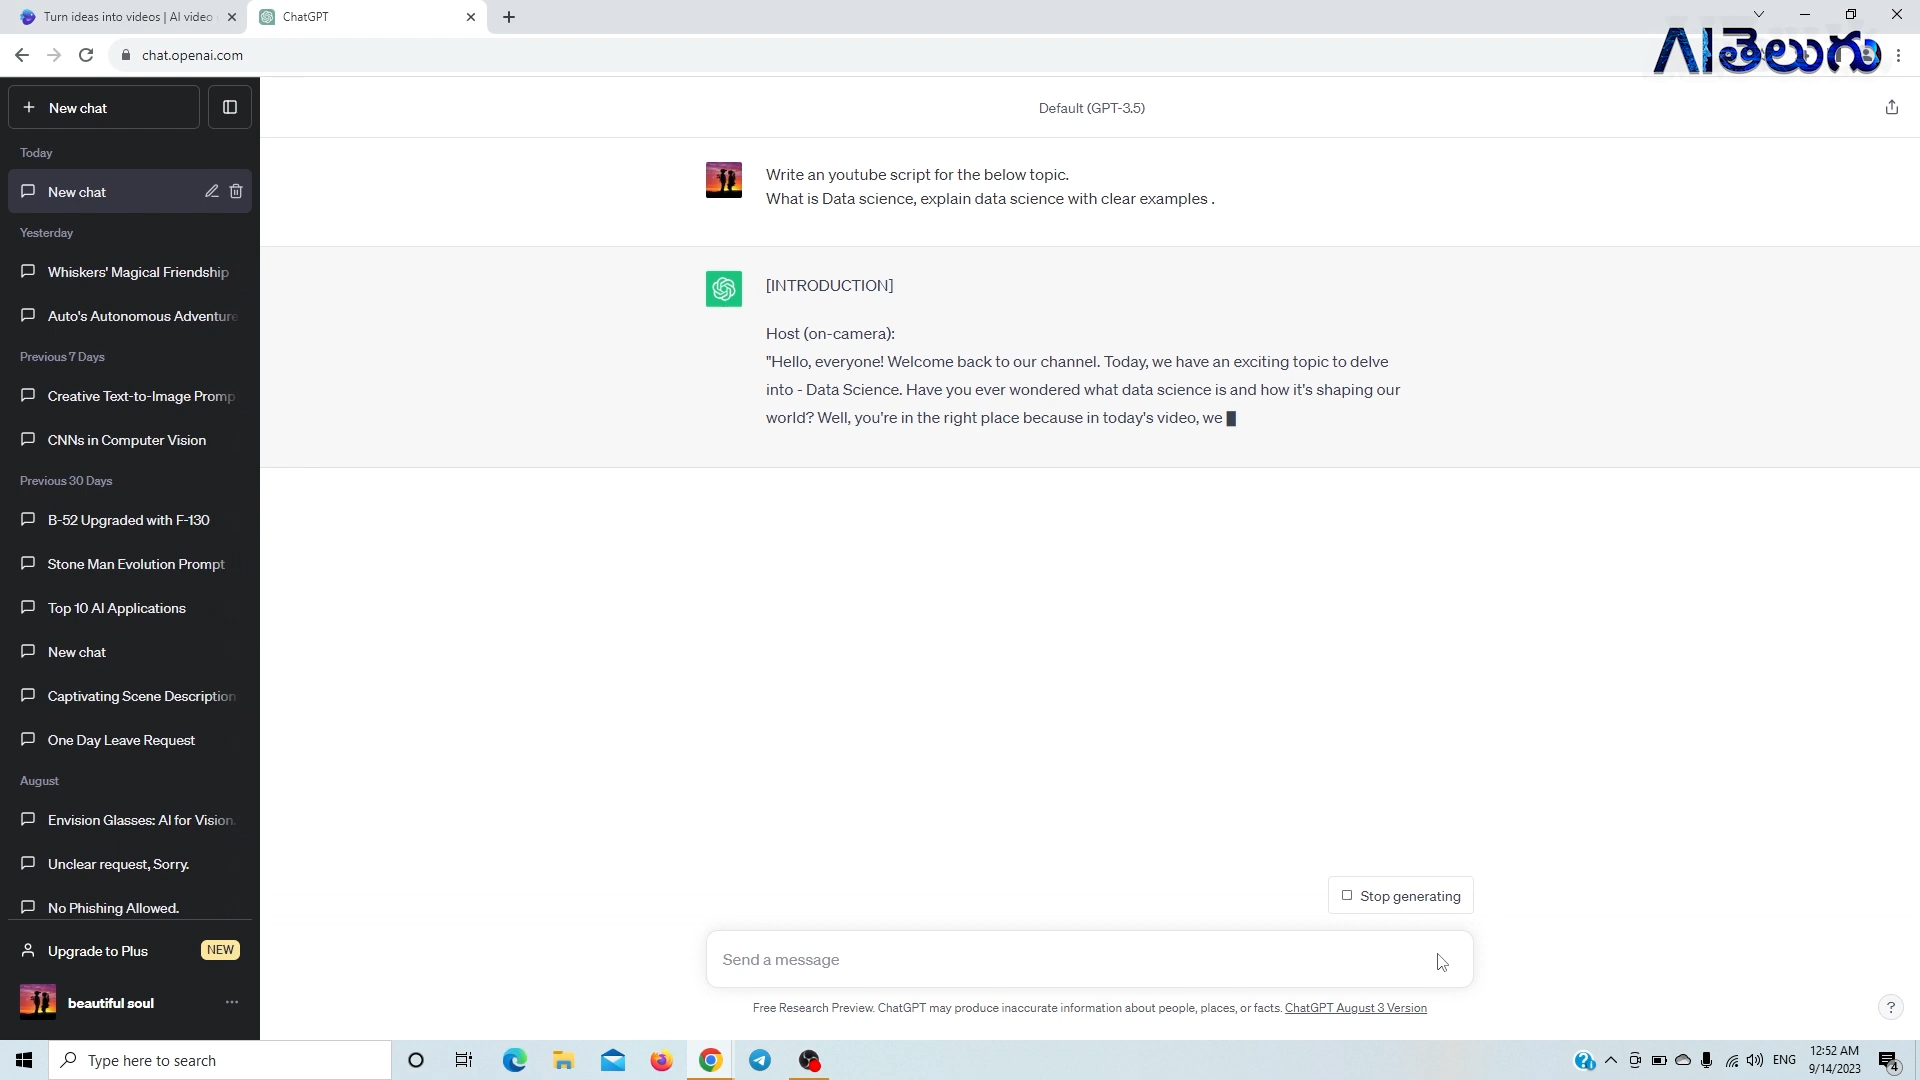 Turn ideas into videos | AI video
ChatGPT
chat.openai.com
AIతెలుగు
New chat
Default (GPT-3.5)
Today
New chat
Yesterday
Whiskers' Magical Friendship
Auto's Autonomous Adventure
Previous 7 Days
Creative Text-to-Image Promp
CNNs in Computer Vision
Previous 30 Days
B-52 Upgraded with F-130
Stone Man Evolution Prompt
Top 10 AI Applications
New chat
Captivating Scene Description
One Day Leave Request
August
Envision Glasses: AI for Vision.
Unclear request, Sorry.
No Phishing Allowed.
Upgrade to Plus NEW
beautiful soul
Write an youtube script for the below topic.
What is Data science, explain data science with clear examples .
[INTRODUCTION]
Host (on-camera):
"Hello, everyone! Welcome back to our channel. Today, we have an exciting topic to delve
into - Data Science. Have you ever wondered what data science is and how it's shaping our
world? Well, you're in the right place because in today's video, we
Stop generating
Send a message
Free Research Preview. ChatGPT may produce inaccurate information about people, places, or facts. ChatGPT August 3 Version
?
Type here to search
ENG
12:52 AM
9/14/2023
4